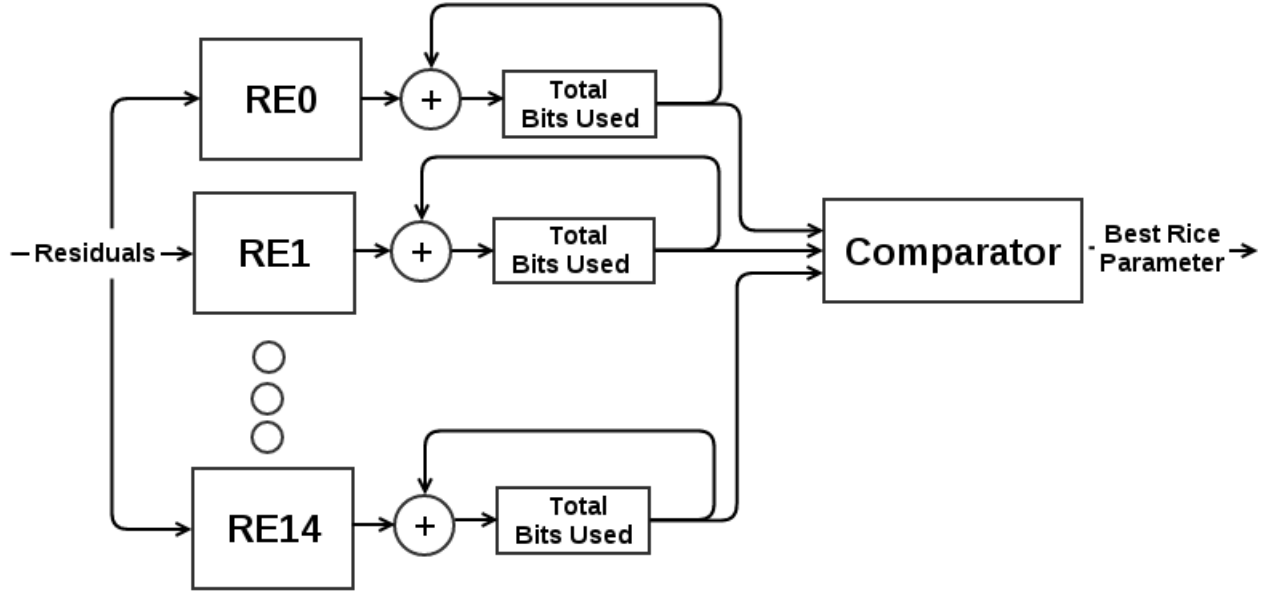 RE0
+
Total
Bits Used
Residuals
RE1
+
Total
Bits Used
Comparator
Best Rice
Parameter
RE14
+
Total
Bits Used